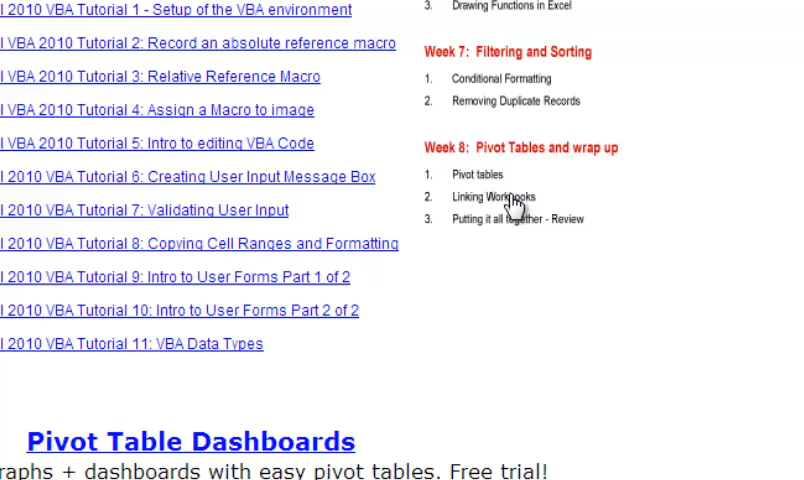 l 2010 VBA Tutorial 1 - Setup of the VBA environment
l VBA 2010 Tutorial 2: Record an absolute reference macro
l VBA 2010 Tutorial 3: Relative Reference Macro
l VBA 2010 Tutorial 4: Assign a Macro to image
l VBA 2010 Tutorial 5: Intro to editing VBA Code
l VBA 2010 Tutorial 6: Creating User Input Message Box
l VBA 2010 Tutorial 7: Validating User Input
l 2010 VBA Tutorial 8: Copying Cell Ranges and Formatting
l 2010 VBA Tutorial 9: Intro to User Forms Part 1 of 2
l 2010 VBA Tutorial 10: Intro to User Forms Part 2 of 2
l 2010 VBA Tutorial 11: VBA Data Types
3. Drawing Functions in Excel
Week 7: Filtering and Sorting
1. Conditional Formatting
2. Removing Duplicate Records
Week 8: Pivot Tables and wrap up
1. Pivot tables
2. Linking Workbooks
3. Putting it all together - Review
Pivot Table Dashboards
raphs + dashboards with easy pivot tables. Free trial!